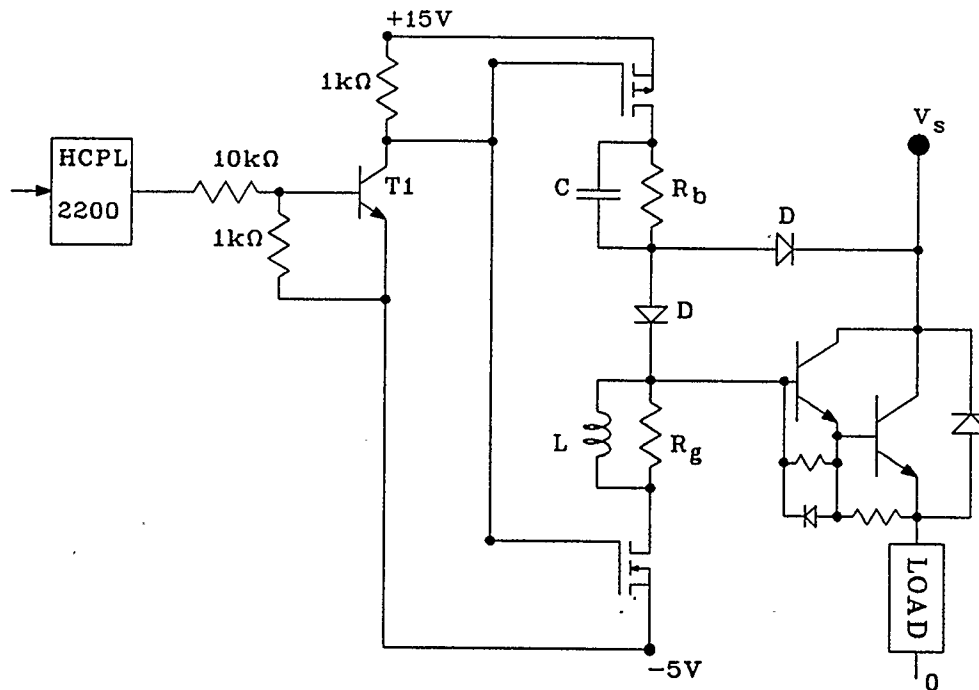 +15V
1kΩ
HCPL
2200
10kΩ
1kΩ
T1
C
R_b
D
V_s
D
L
R_g
LOAD
-5V
0